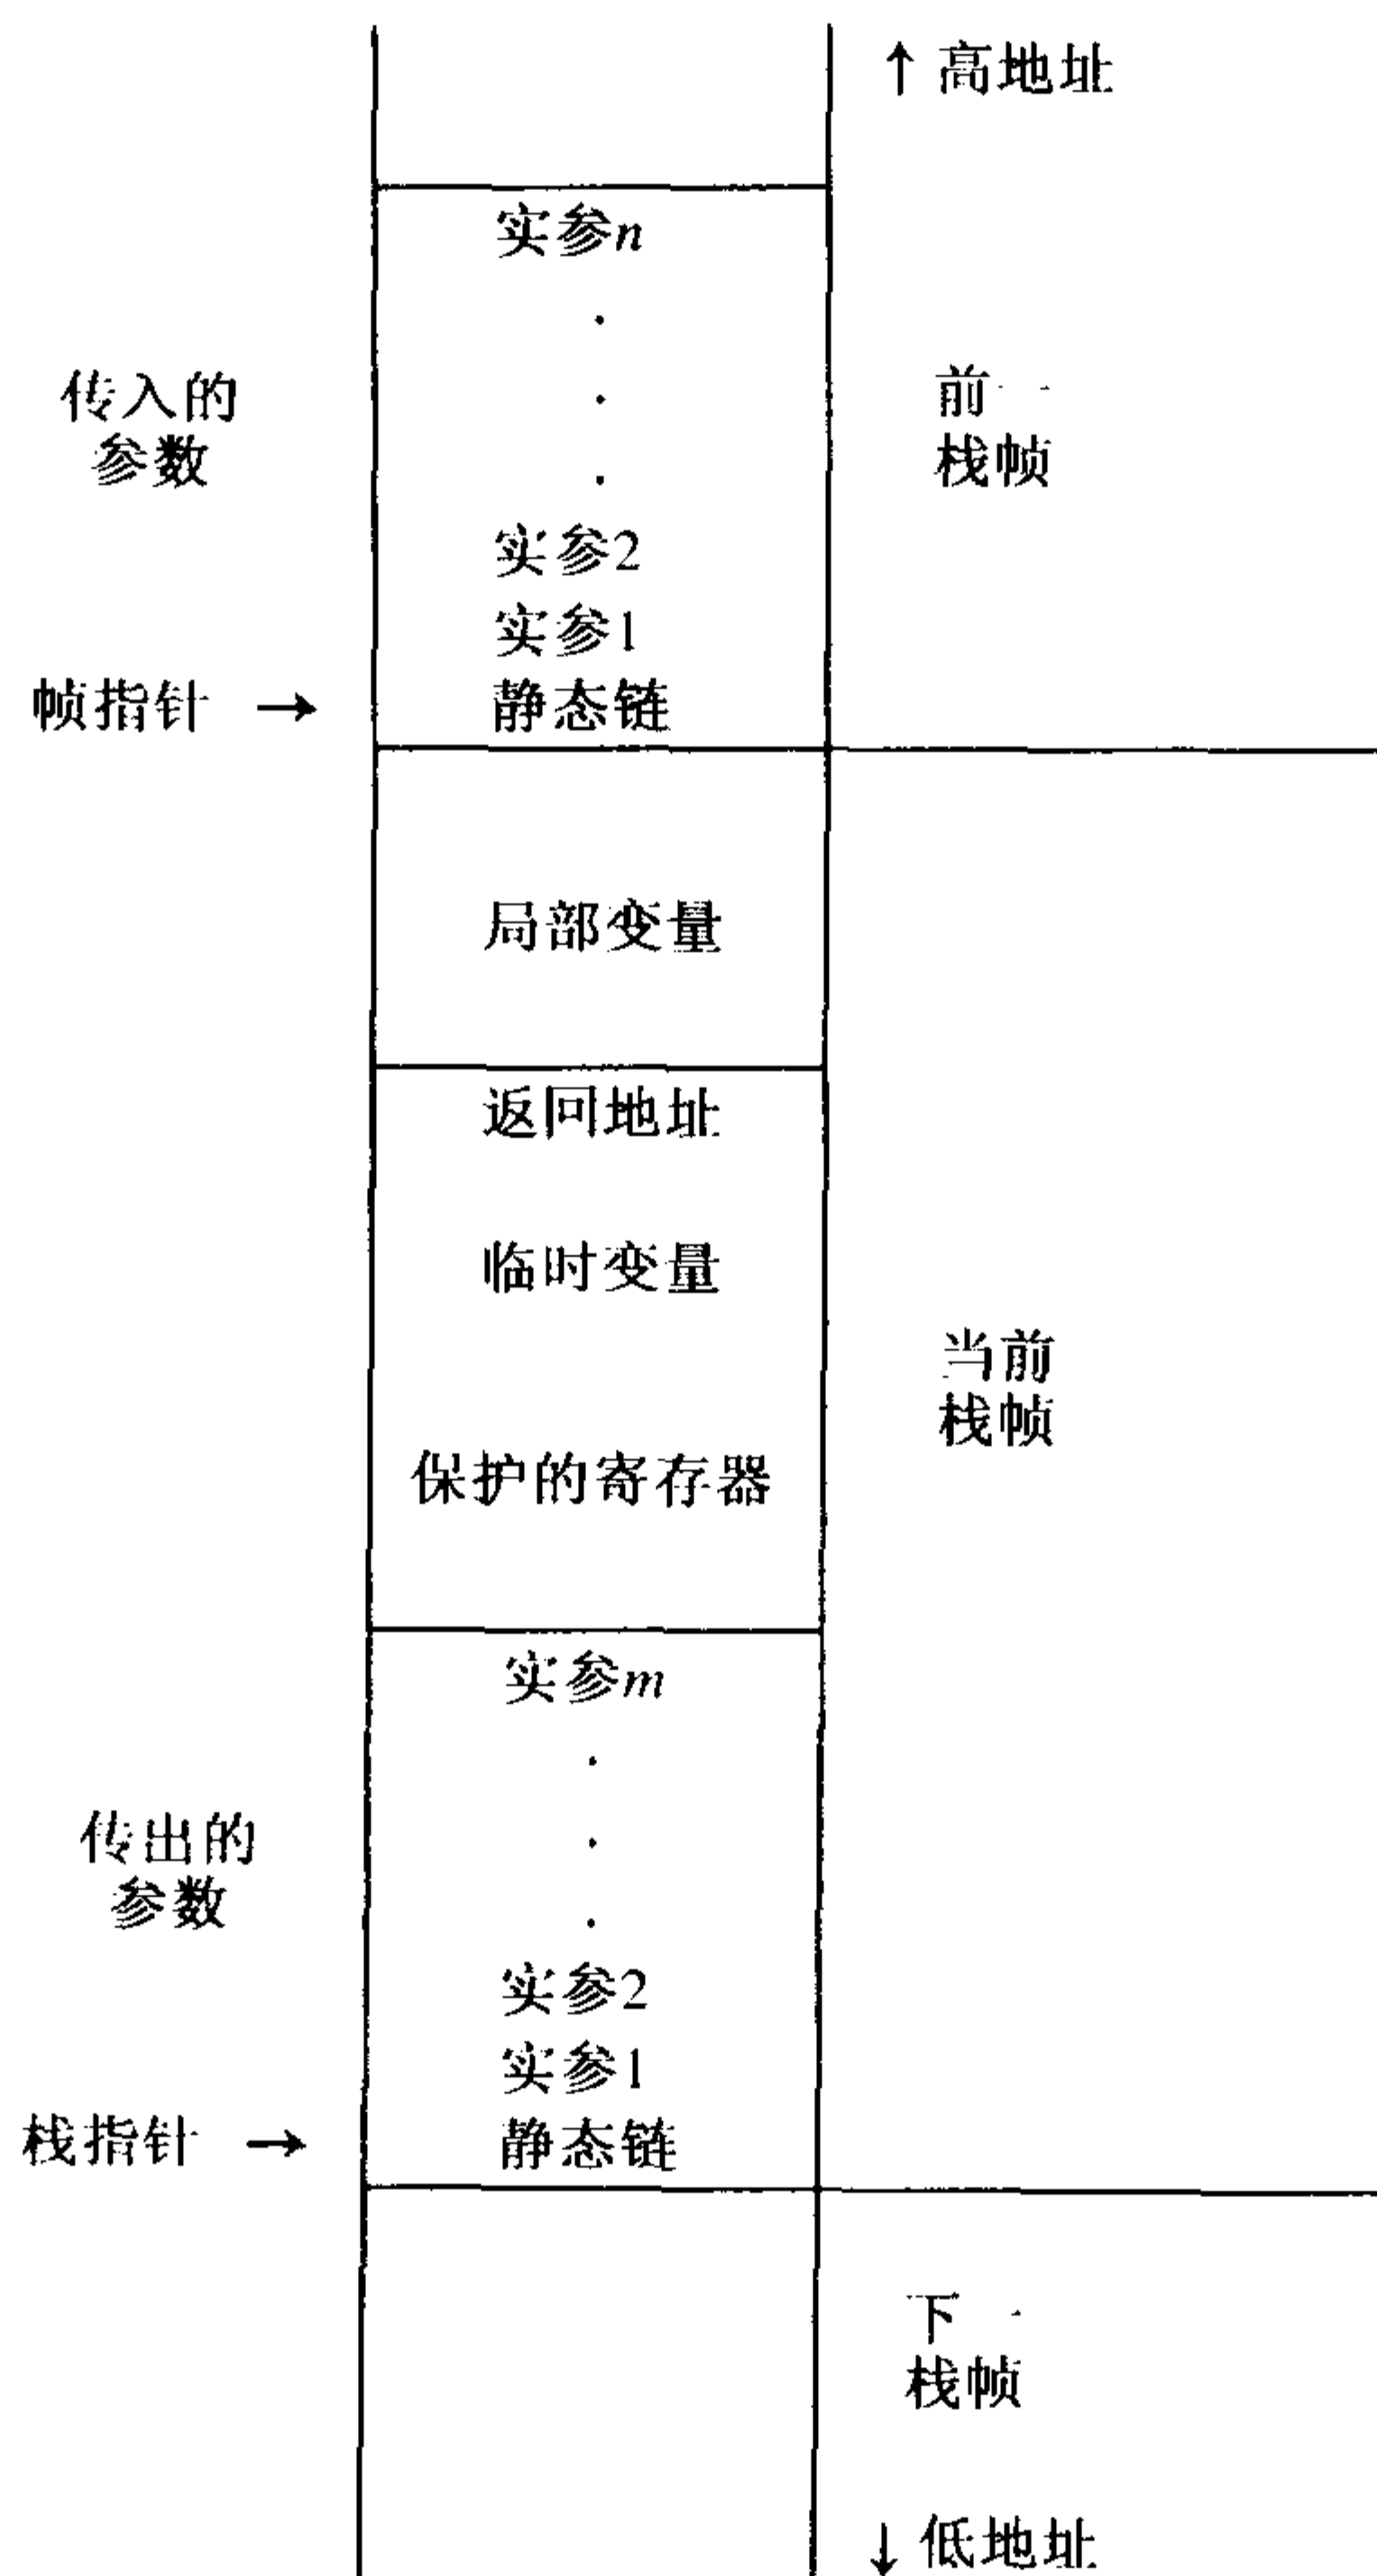 ↑ 高地址
实参n
.
.
.
传入的
参数
前一
栈帧
实参2
实参1
帧指针 → 静态链
局部变量
返回地址
临时变量
当前
栈帧
保护的寄存器
实参m
.
.
.
传出的
参数
实参2
实参1
栈指针 → 静态链
下一
栈帧
↓ 低地址